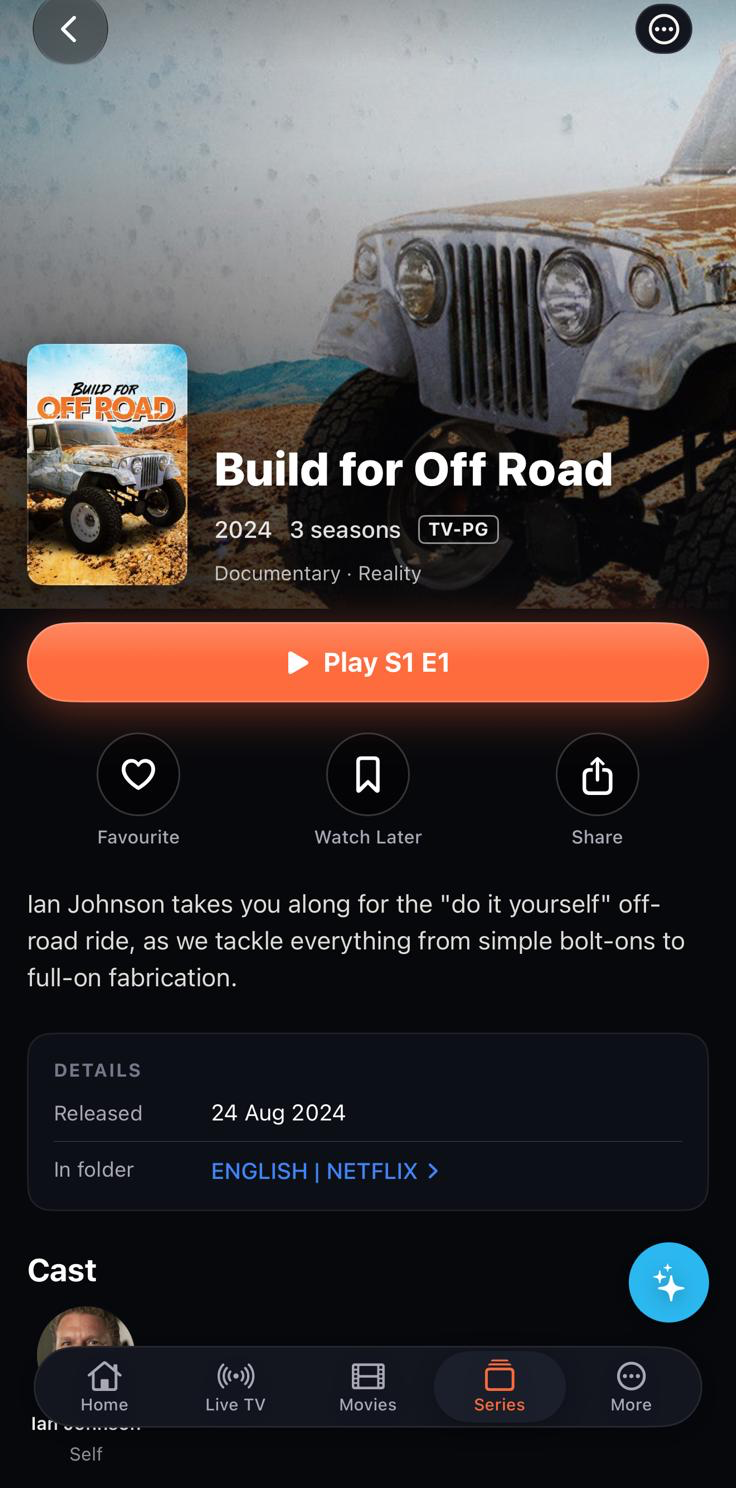 BUILD FOR
OFF ROAD
Build for Off Road
2024 3 seasons TV-PG
Documentary · Reality
Play S1 E1
Favourite Watch Later Share
Ian Johnson takes you along for the "do it yourself" off-
road ride, as we tackle everything from simple bolt-ons to
full-on fabrication.
DETAILS
Released 24 Aug 2024
In folder ENGLISH | NETFLIX
Cast
Home Live TV Movies Series More
Ian Johnson
Self